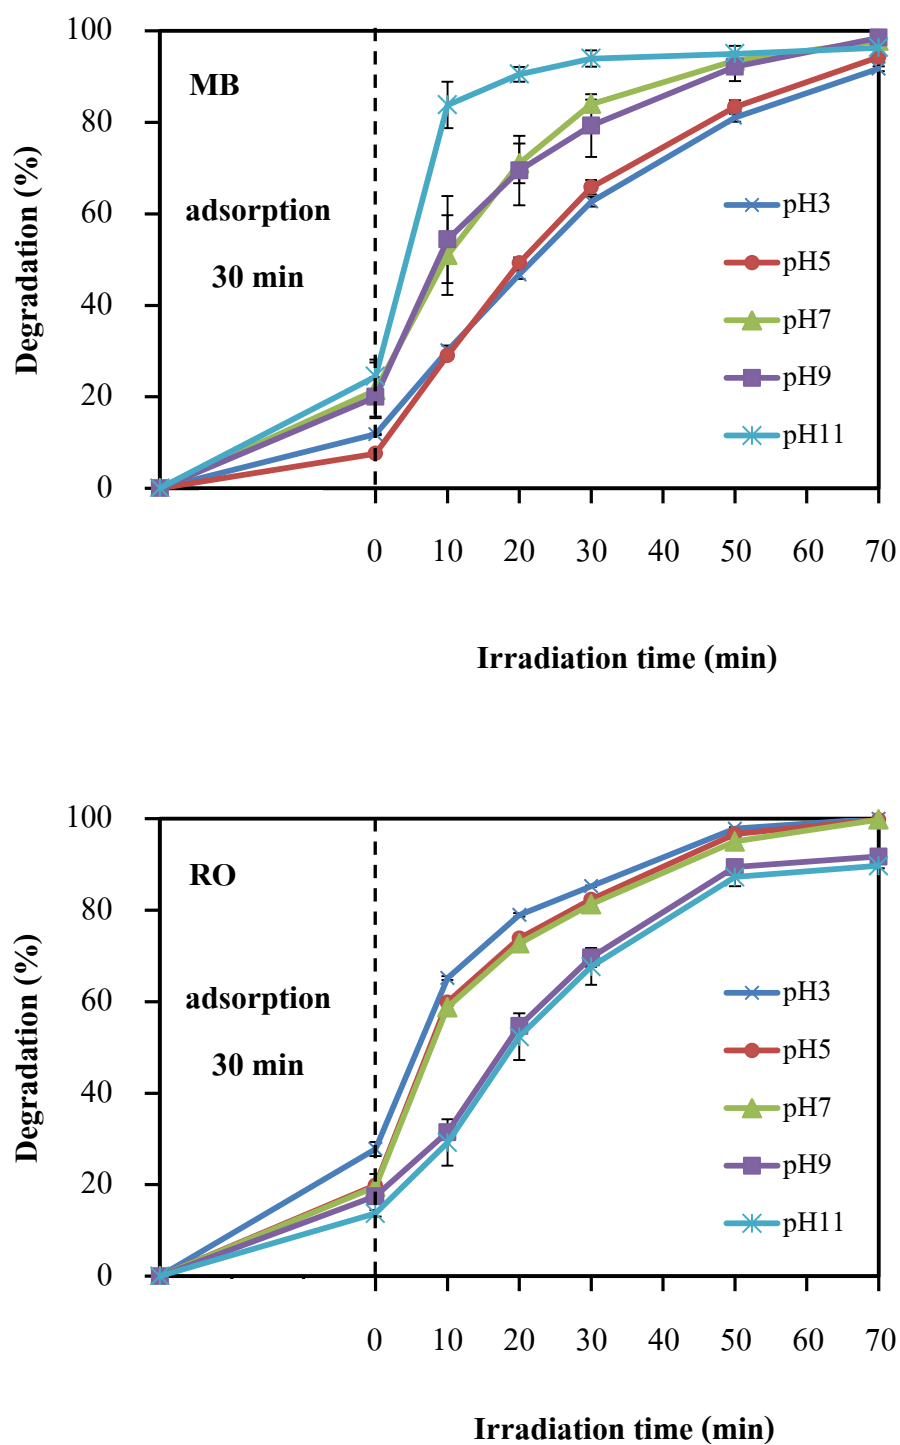 100
80
60
40
20
0
Degradation (%)
MB
adsorption
30 min
pH3
pH5
pH7
pH9
pH11
0 10 20 30 40 50 60 70
Irradiation time (min)
100
80
60
40
20
0
Degradation (%)
RO
adsorption
30 min
pH3
pH5
pH7
pH9
pH11
0 10 20 30 40 50 60 70
Irradiation time (min)